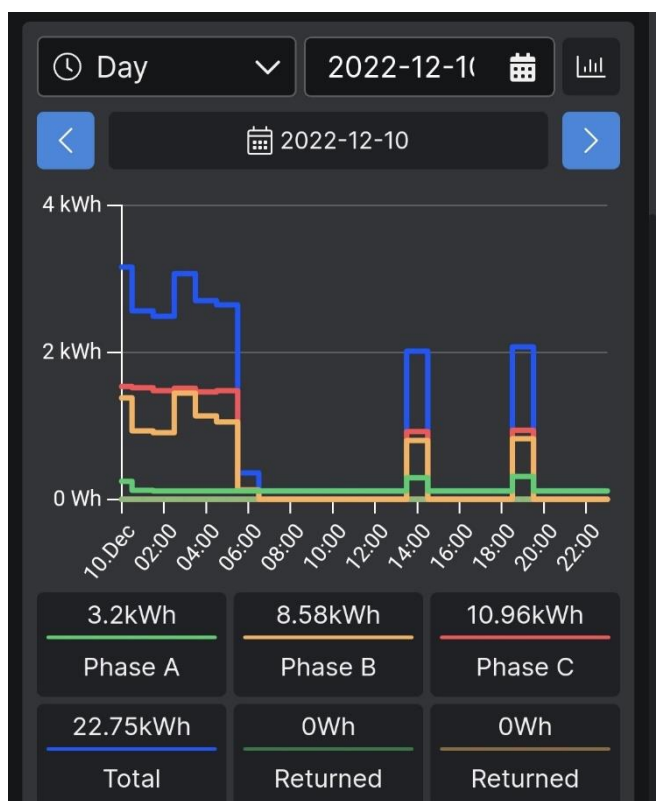 Day
2022-12-1
2022-12-10
4 kWh
2 kWh
0 Wh
10.Dec 02:00 04:00 06:00 08:00 10:00 12:00 14:00 16:00 18:00 20:00 22:00
3.2kWh 8.58kWh 10.96kWh
Phase A Phase B Phase C
22.75kWh 0Wh 0Wh
Total Returned Returned